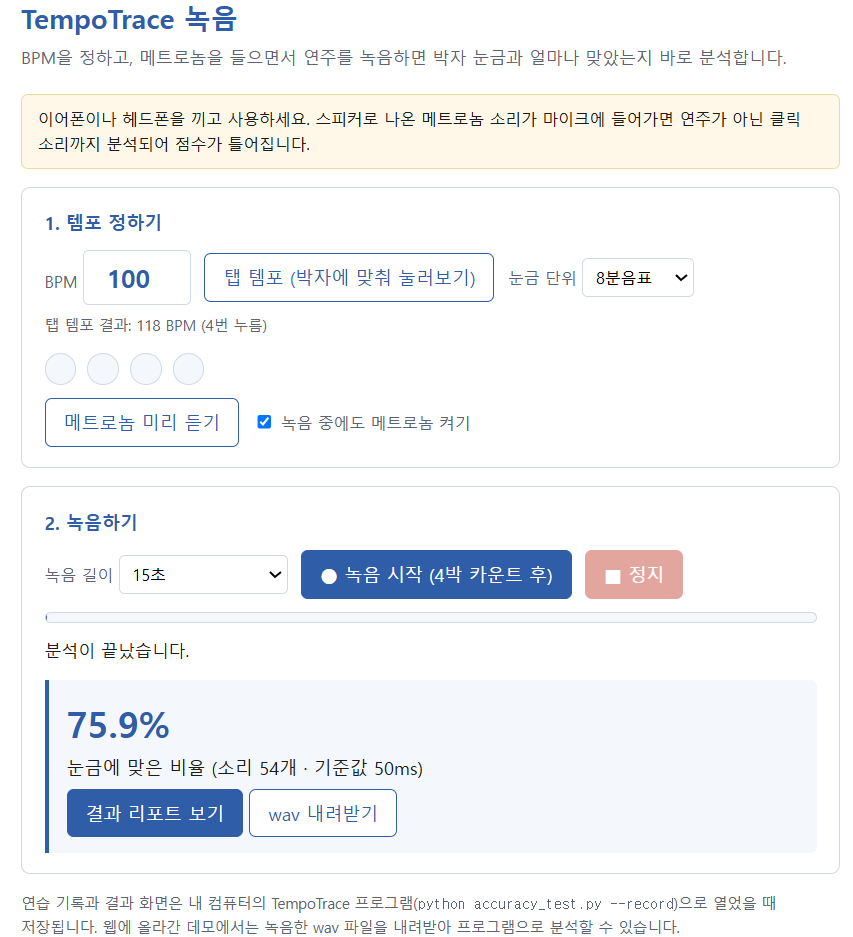 TempoTrace 녹음
BPM을 정하고, 메트로놈을 들으면서 연주를 녹음하면 박자 눈금과 얼마나 맞았는지 바로 분석합니다.
이어폰이나 헤드폰을 끼고 사용하세요. 스피커로 나온 메트로놈 소리가 마이크에 들어가면 연주가 아닌 클릭
소리까지 분석되어 점수가 틀어집니다.
1. 템포 정하기
BPM 100 탭 템포 (박자에 맞춰 눌러보기) 눈금 단위 8분음표
탭 템포 결과: 118 BPM (4번 누름)
메트로놈 미리 듣기 녹음 중에도 메트로놈 켜기
2. 녹음하기
녹음 길이 15초 ● 녹음 시작 (4박 카운트 후) ■ 정지
분석이 끝났습니다.
75.9%
눈금에 맞은 비율 (소리 54개 · 기준값 50ms)
결과 리포트 보기 wav 내려받기
연습 기록과 결과 화면은 내 컴퓨터의 TempoTrace 프로그램(python accuracy_test.py --record)으로 열었을 때
저장됩니다. 웹에 올라간 데모에서는 녹음한 wav 파일을 내려받아 프로그램으로 분석할 수 있습니다.